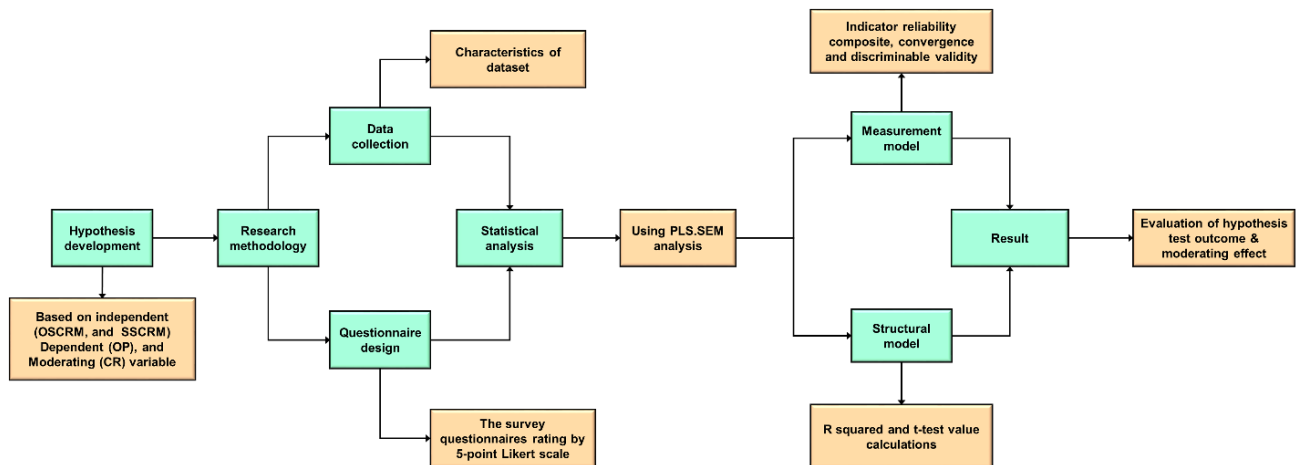 Hypothesis
development
Based on independent
(OSCRM, and SSCRM)
Dependent (OP), and
Moderating (CR) variable
Research
methodology
Data
collection
Characteristics of
dataset
Questionnaire
design
The survey
questionnaires rating by
5-point Likert scale
Statistical
analysis
Using PLS.SEM
analysis
Measurement
model
Indicator reliability
composite, convergence
and discriminable validity
Structural
model
R squared and t-test value
calculations
Result
Evaluation of hypothesis
test outcome &
moderating effect